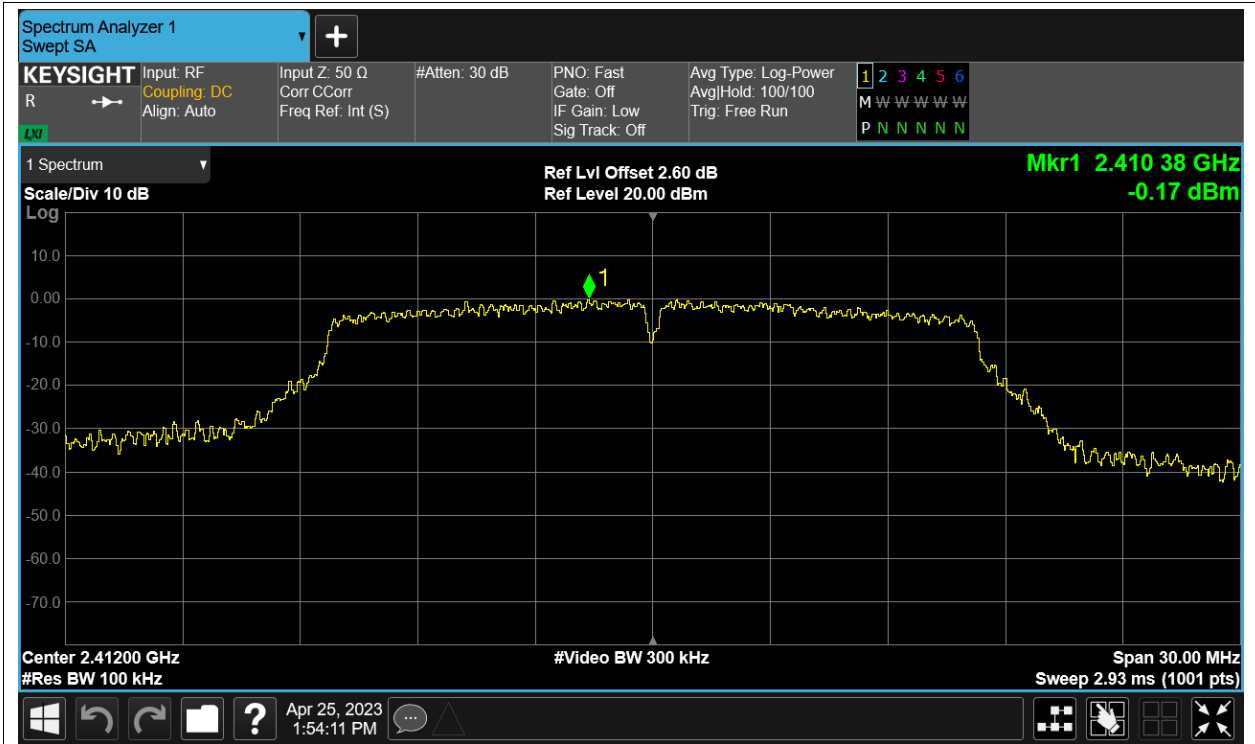 Spectrum Analyzer 1
Swept SA
+
KEYSIGHT
R
LXI
Input: RF
Coupling: DC
Align: Auto
Input Z: 50 Ω
Corr CCorr
Freq Ref: Int (S)
#Atten: 30 dB
PNO: Fast
Gate: Off
IF Gain: Low
Sig Track: Off
Avg Type: Log-Power
Avg|Hold: 100/100
Trig: Free Run
1 2 3 4 5 6
M W W W W W
P N N N N N
1 Spectrum
Scale/Div 10 dB
Log
Ref Lvl Offset 2.60 dB
Ref Level 20.00 dBm
Mkr1 2.410 38 GHz
-0.17 dBm
1
10.0
0.00
-10.0
-20.0
-30.0
-40.0
-50.0
-60.0
-70.0
Center 2.41200 GHz
#Res BW 100 kHz
#Video BW 300 kHz
Span 30.00 MHz
Sweep 2.93 ms (1001 pts)
?
Apr 25, 2023
1:54:11 PM